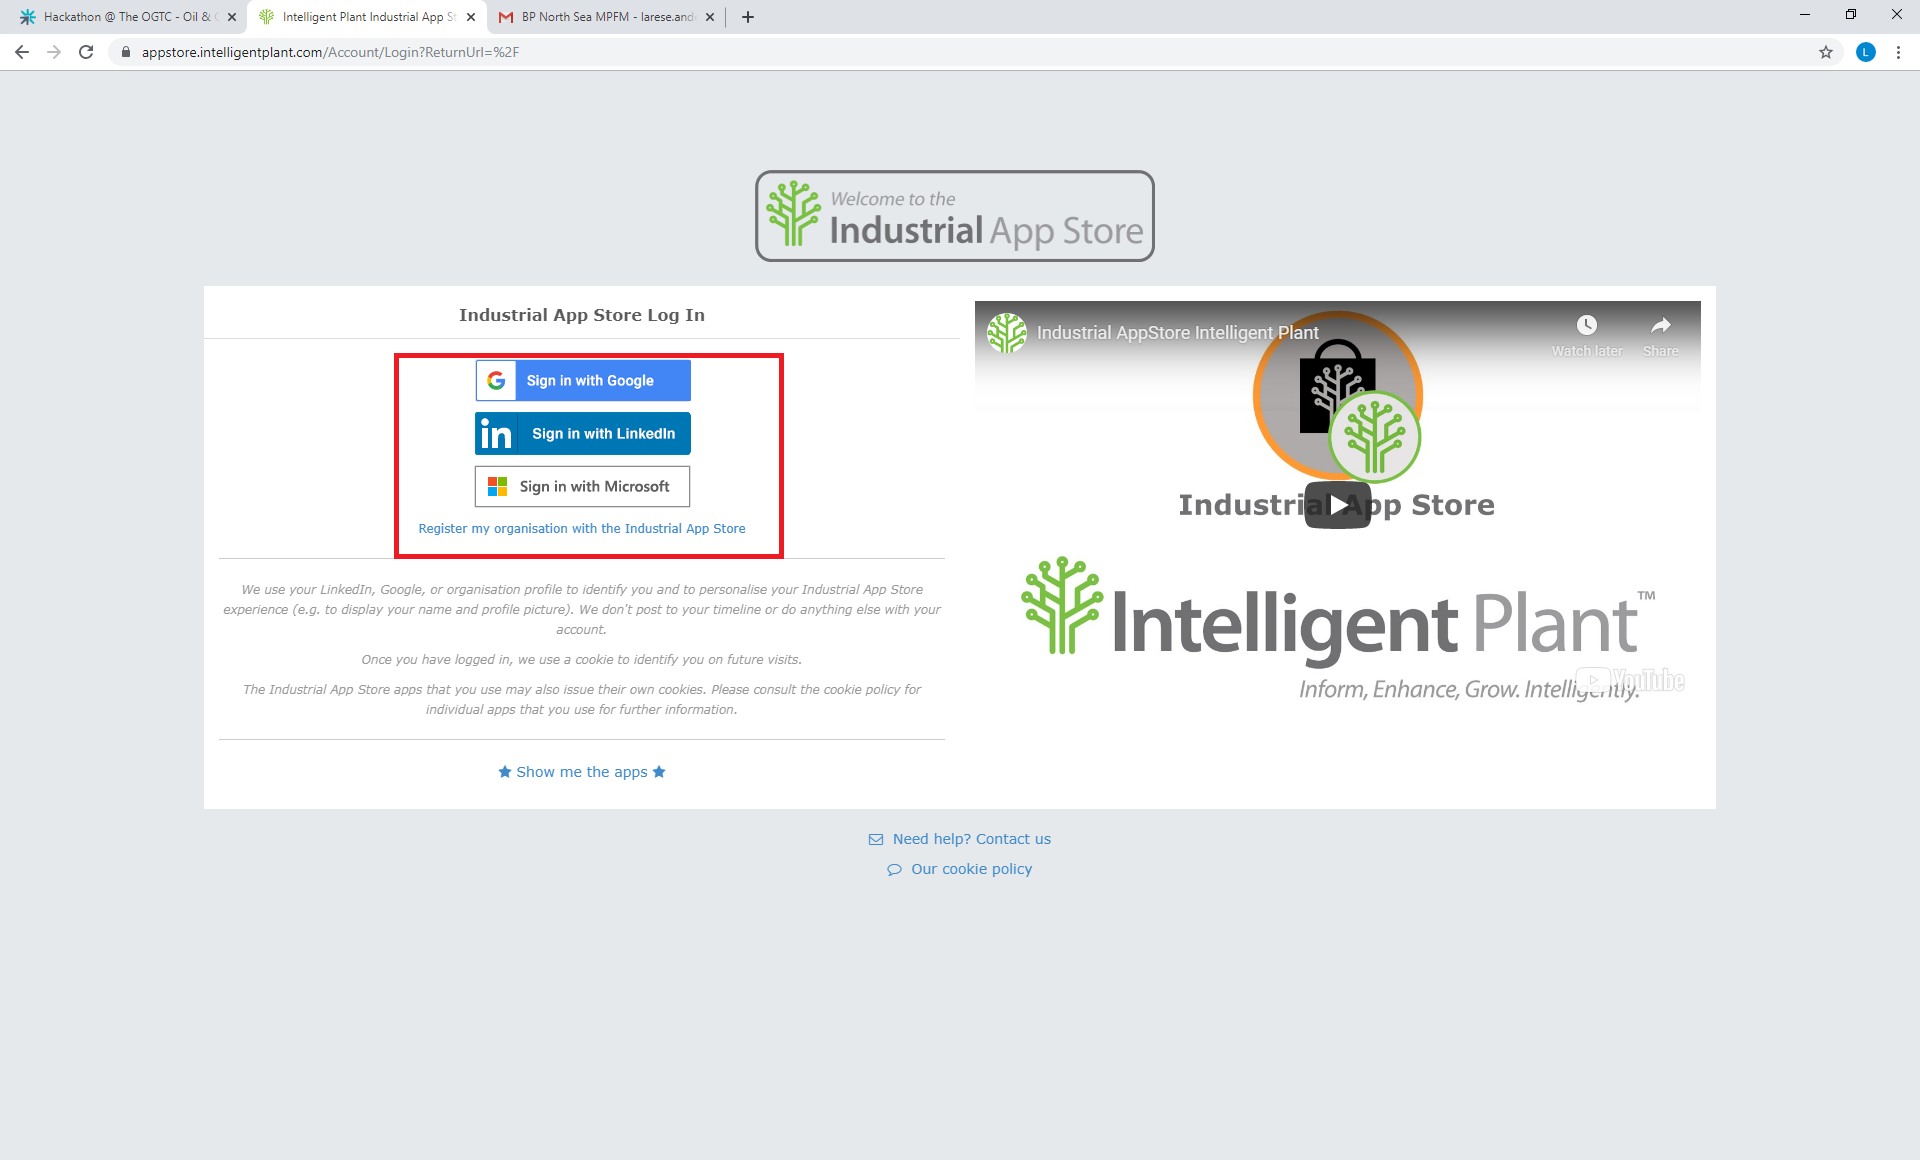 Hackathon @ The OGTC - Oil &
Intelligent Plant Industrial App St
BP North Sea MPFM - larese.and
appstore.intelligentplant.com/Account/Login?ReturnUrl=%2F
L
Welcome to the
Industrial App Store
Industrial App Store Log In
Sign in with Google
in Sign in with LinkedIn
Sign in with Microsoft
Register my organisation with the Industrial App Store
We use your LinkedIn, Google, or organisation profile to identify you and to personalise your Industrial App Store
experience (e.g. to display your name and profile picture). We don't post to your timeline or do anything else with your
account.
Once you have logged in, we use a cookie to identify you on future visits.
The Industrial App Store apps that you use may also issue their own cookies. Please consult the cookie policy for
individual apps that you use for further information.
Show me the apps
Industrial AppStore Intelligent Plant
Watch later
Share
Industrial App Store
Intelligent Plant™
Inform, Enhance, Grow. Intelligently.
YouTube
Need help? Contact us
Our cookie policy